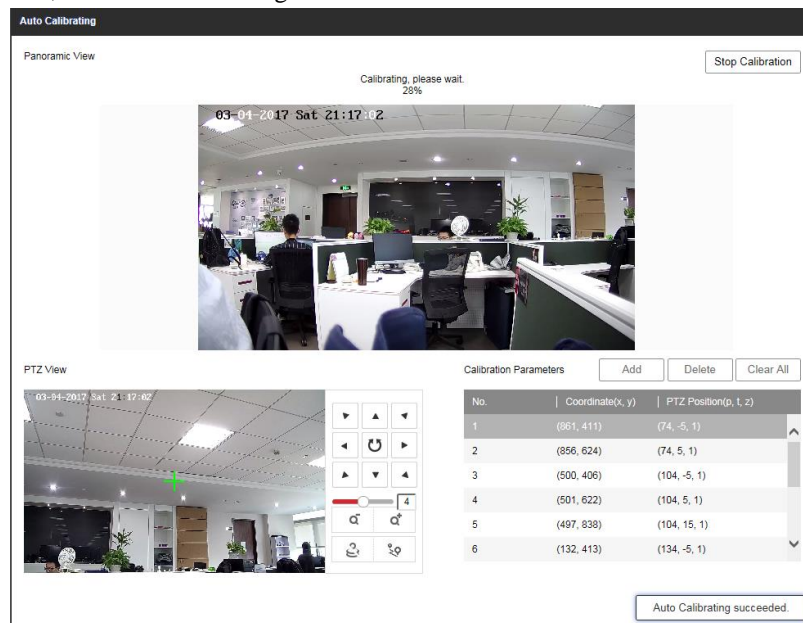 Auto Calibrating
Panoramic View
Stop Calibration
Calibrating, please wait.
28%
03-04-2017 Sat 21:17:02
PTZ View
Calibration Parameters
Add
Delete
Clear All
03-04-2017 Sat 21:17:02
4
No. | Coordinate(x, y) | PTZ Position(p, t, z)
1 (861, 411) (74, -5, 1)
2 (856, 624) (74, 5, 1)
3 (500, 406) (104, -5, 1)
4 (501, 622) (104, 5, 1)
5 (497, 838) (104, 15, 1)
6 (132, 413) (134, -5, 1)
Auto Calibrating succeeded.